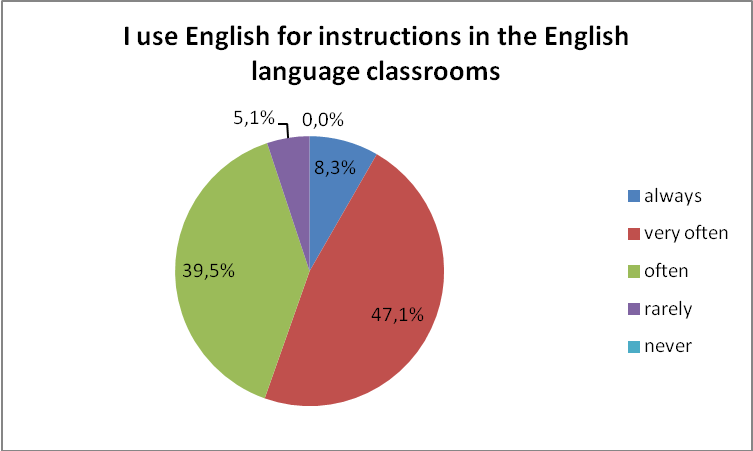 I use English for instructions in the English
language classrooms
5,1%
0,0%
8,3%
39,5%
47,1%
always
very often
often
rarely
never